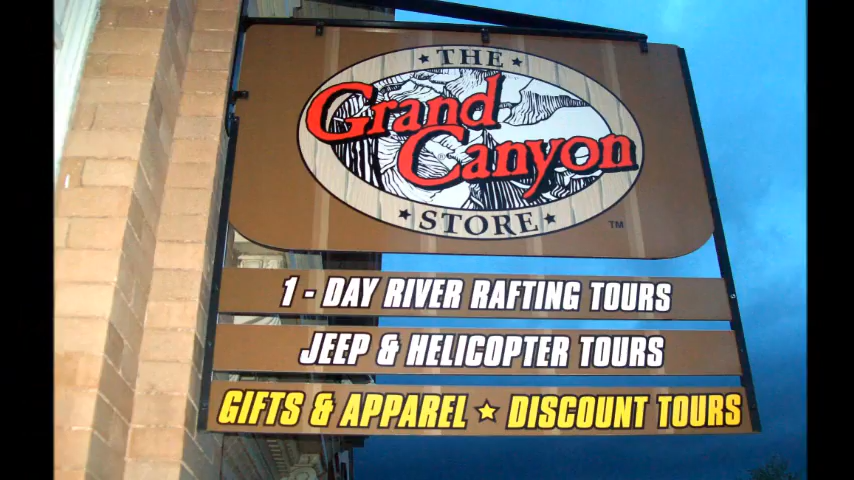 ★ THE ★
Grand
Canyon
★ STORE ★
TM
1 - DAY RIVER RAFTING TOURS
JEEP & HELICOPTER TOURS
GIFTS & APPAREL ★ DISCOUNT TOURS